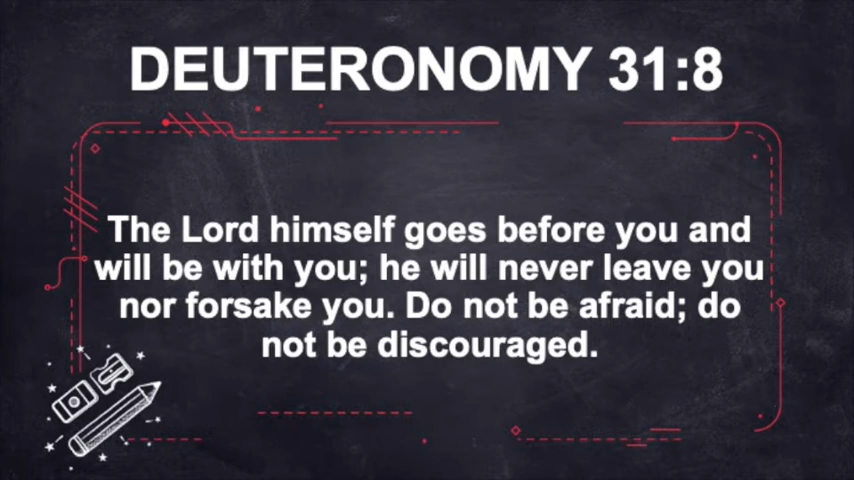 DEUTERONOMY 31:8
The Lord himself goes before you and
will be with you; he will never leave you
nor forsake you. Do not be afraid; do
not be discouraged.